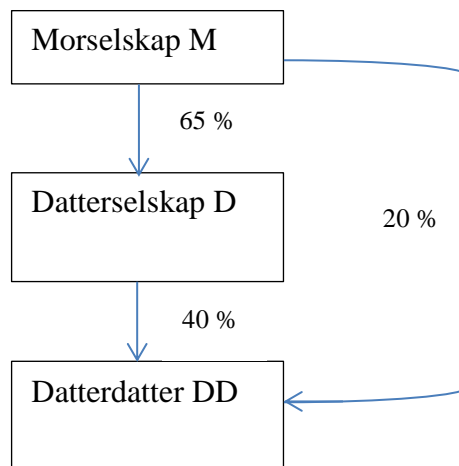 Morselskap M
65 %
Datterselskap D
20 %
40 %
Datterdatter DD